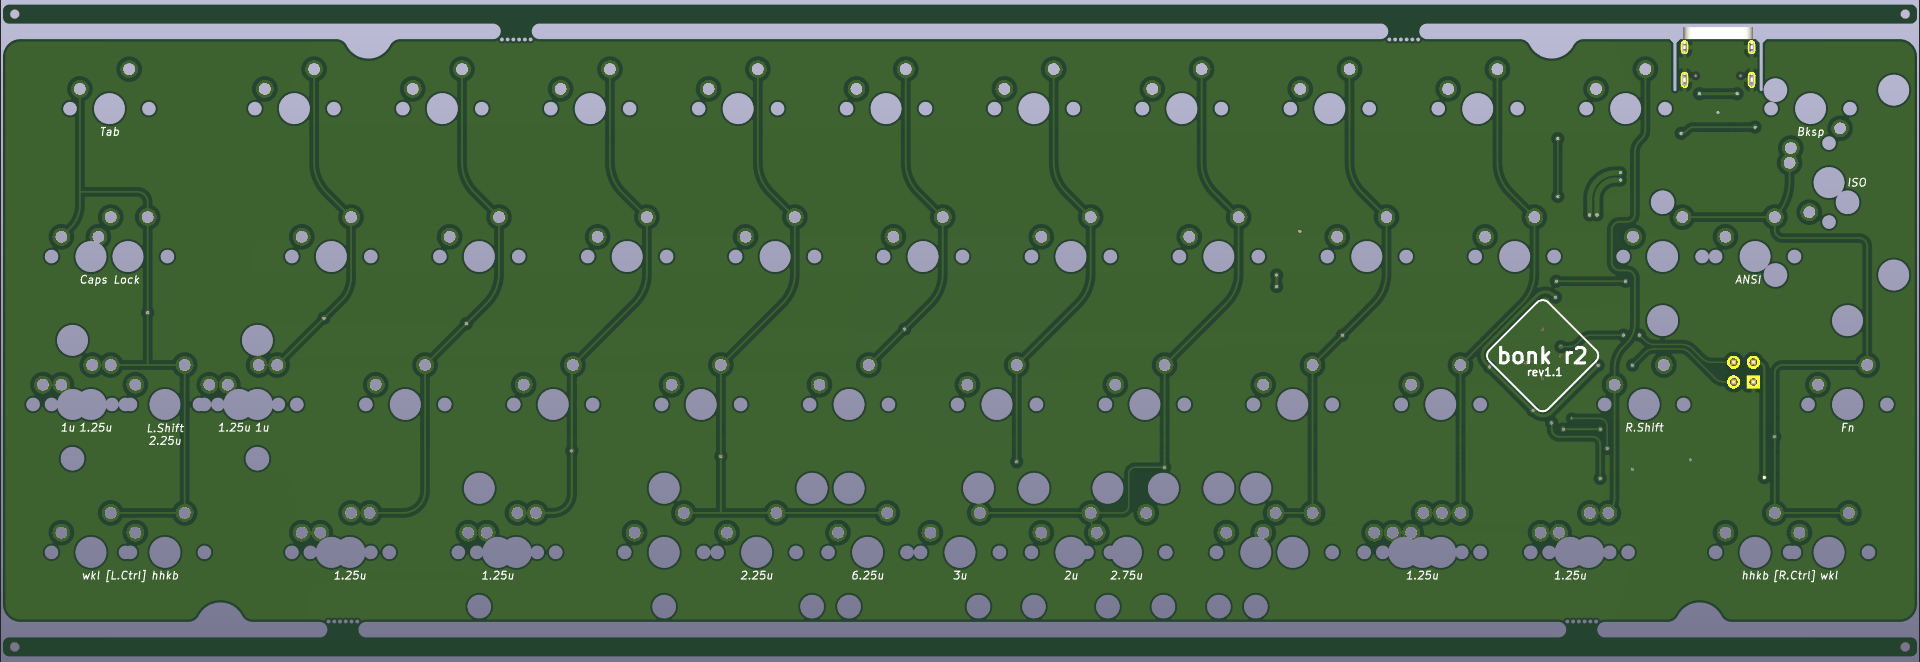 Tab
Bksp
ISO
Caps Lock
ANSI
bonk r2
rev1.1
1u 1.25u
L.Shift
2.25u
1.25u 1u
R.Shift
Fn
wkl [L.Ctrl] hhkb
1.25u
1.25u
2.25u
6.25u
3u
2u
2.75u
1.25u
1.25u
hhkb [R.Ctrl] wkl